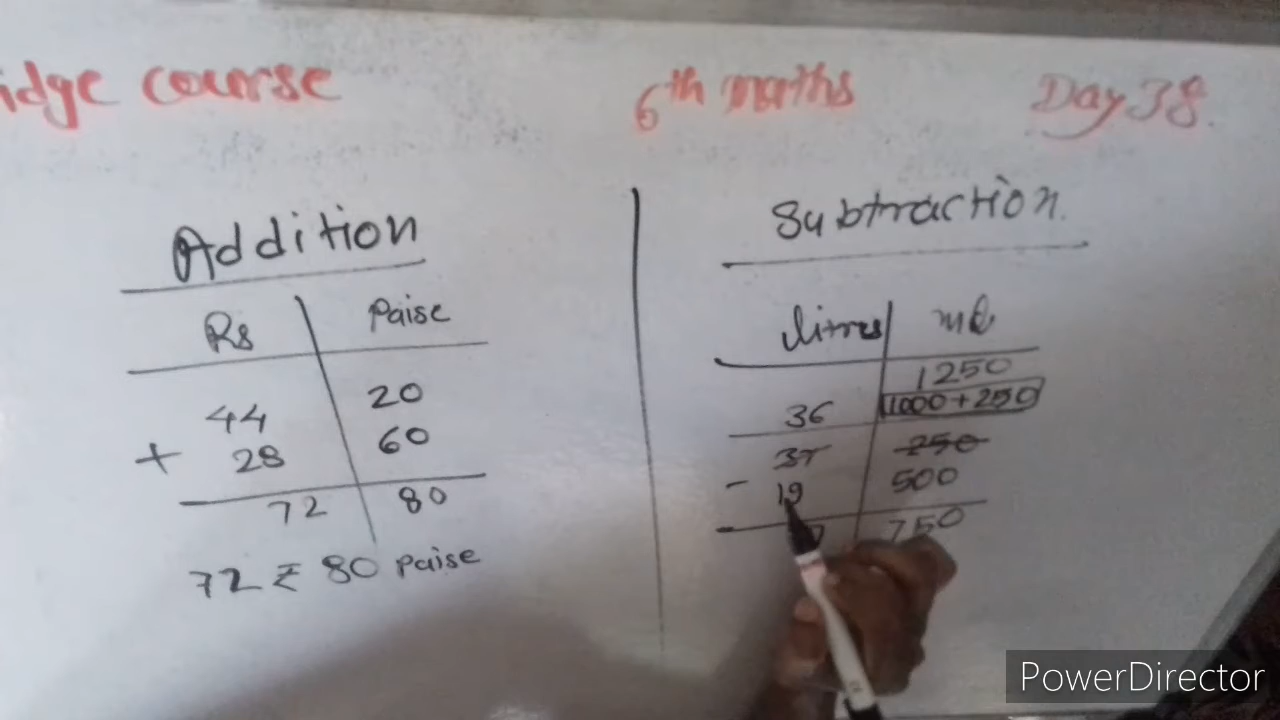 idge course 6th maths Day 38.
Addition
Rs Paise
44 20
+ 28 60
72 80
72 ₹ 80 Paise
Subtraction.
litres ml
1250
36 1000+250
37 250
- 19 500
750
PowerDirector